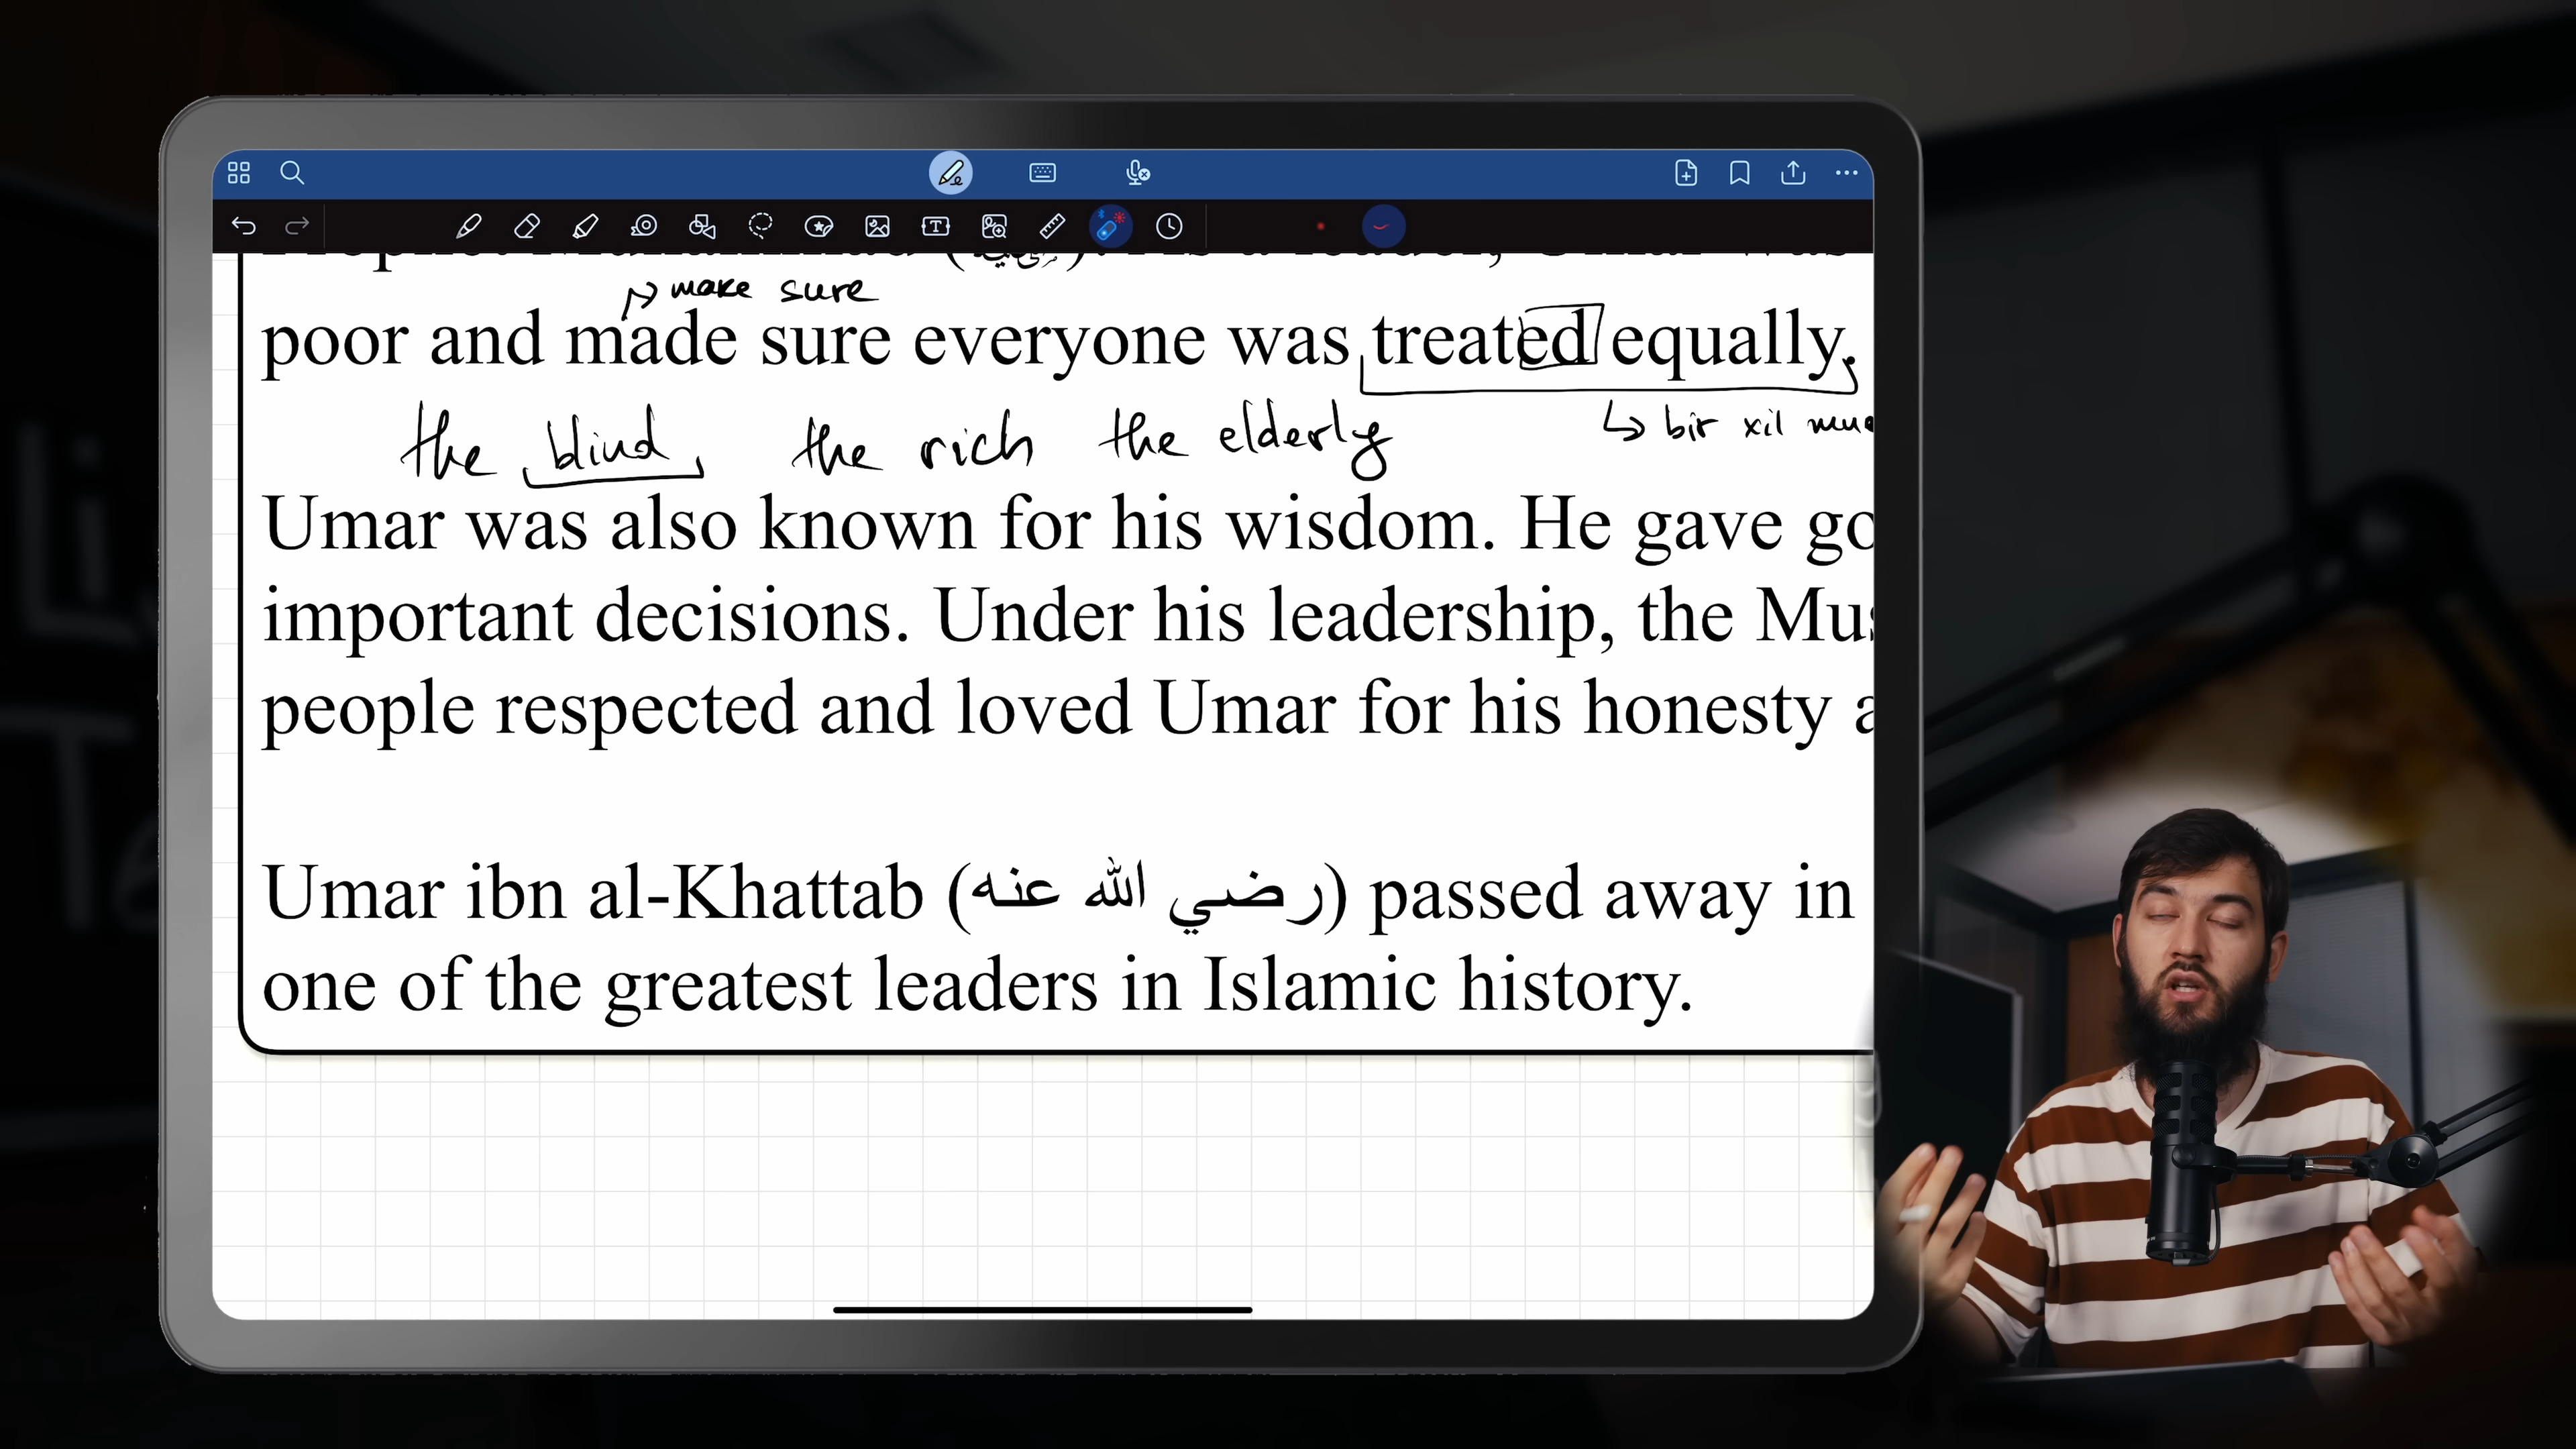 make sure
poor and made sure everyone was treated equally.
the blind the rich the elderly
↳ bir xil
Umar was also known for his wisdom. He gave go
important decisions. Under his leadership, the Mus
people respected and loved Umar for his honesty a
Umar ibn al-Khattab (رضي الله عنه) passed away in
one of the greatest leaders in Islamic history.